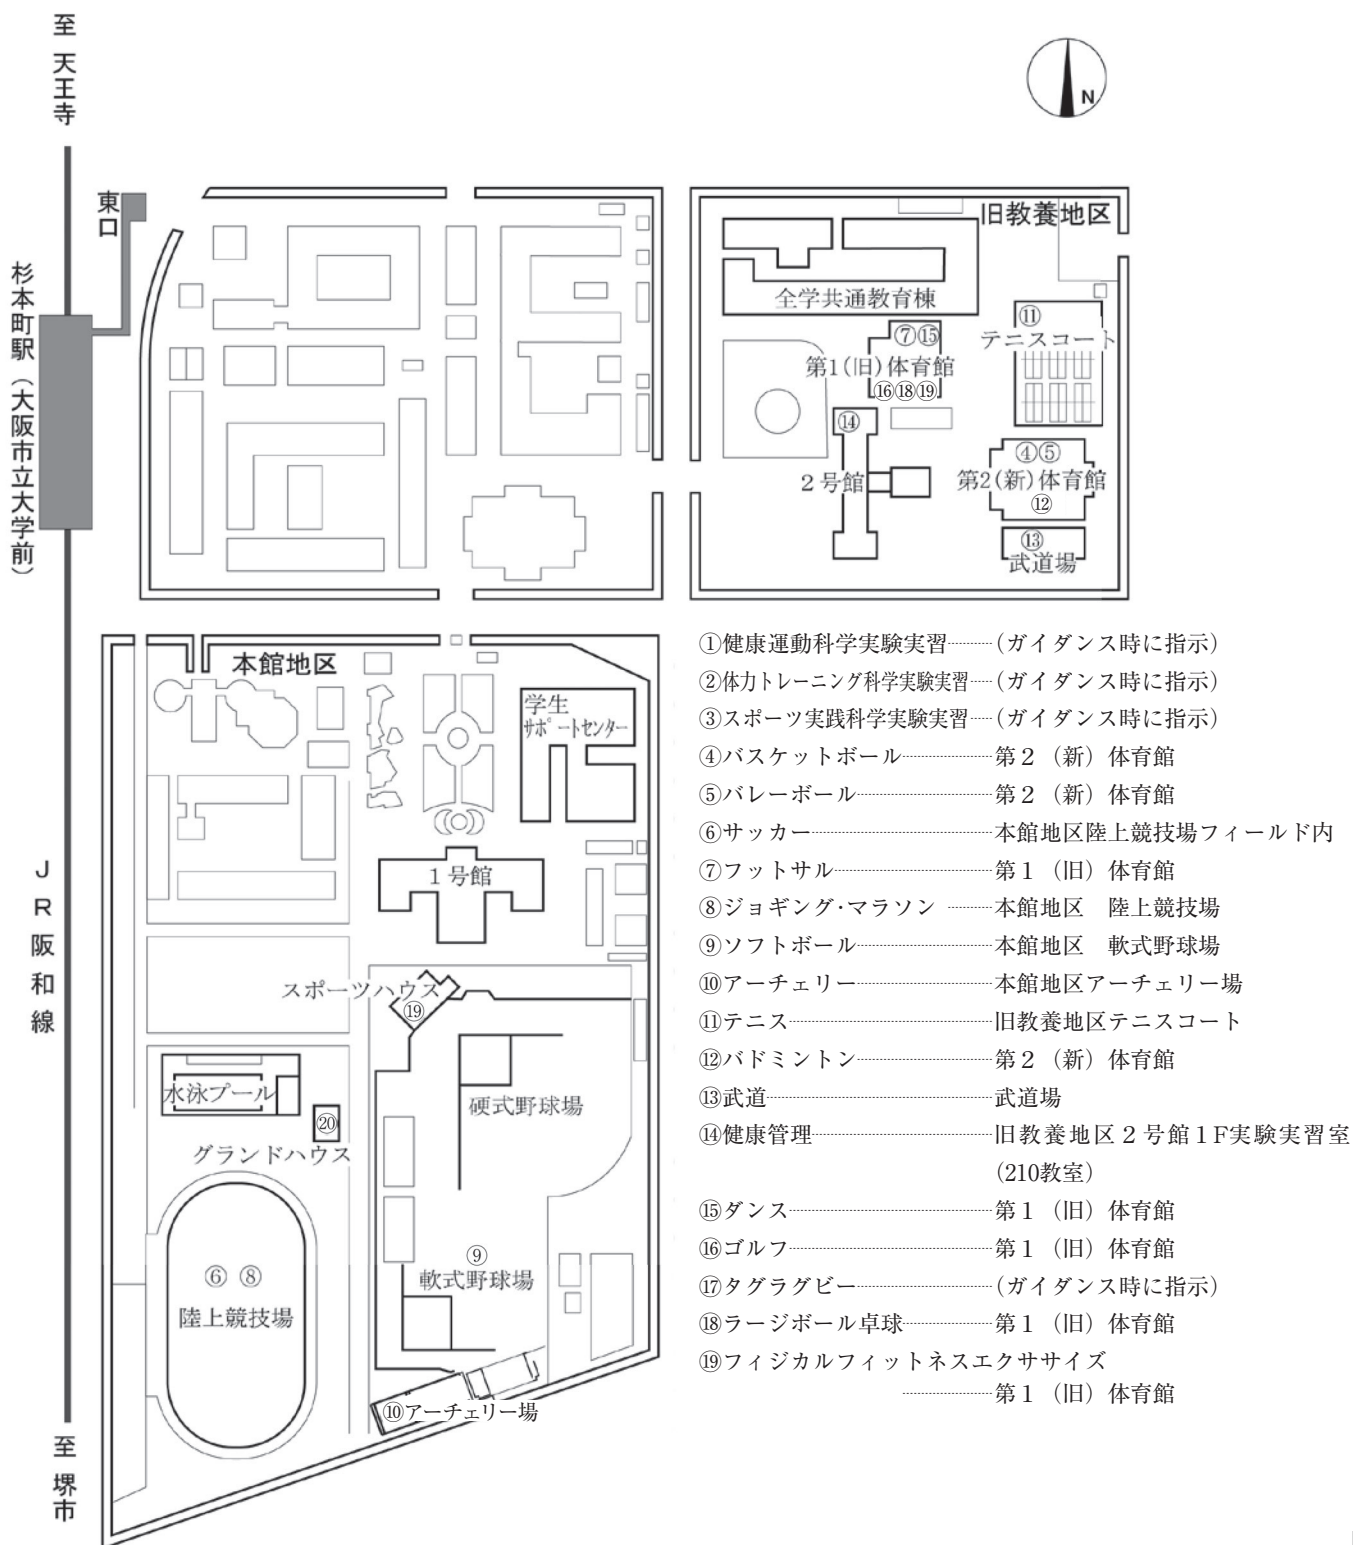 至 天王寺
N
東口
杉本町駅（大阪市立大学前）
旧教養地区
全学共通教育棟
⑪
テニスコート
⑦⑮
第1(旧)体育館
⑯⑱⑲
⑭
2号館
④⑤
第2(新)体育館
⑫
⑬
武道場
本館地区
学生
サポートセンター
1号館
JR阪和線
スポーツハウス
⑲
水泳プール
⑳
グランドハウス
硬式野球場
⑨
軟式野球場
⑥ ⑧
陸上競技場
⑩アーチェリー場
至 堺市
①健康運動科学実験実習………(ガイダンス時に指示)
②体力トレーニング科学実験実習……(ガイダンス時に指示)
③スポーツ実践科学実験実習……(ガイダンス時に指示)
④バスケットボール………………第２（新）体育館
⑤バレーボール……………………第２（新）体育館
⑥サッカー…………………………本館地区陸上競技場フィールド内
⑦フットサル………………………第１（旧）体育館
⑧ジョギング･マラソン ………本館地区　陸上競技場
⑨ソフトボール……………………本館地区　軟式野球場
⑩アーチェリー……………………本館地区アーチェリー場
⑪テニス……………………………旧教養地区テニスコート
⑫バドミントン……………………第２（新）体育館
⑬武道………………………………武道場
⑭健康管理…………………………旧教養地区２号館１F実験実習室
(210教室)
⑮ダンス……………………………第１（旧）体育館
⑯ゴルフ……………………………第１（旧）体育館
⑰タグラグビー……………………(ガイダンス時に指示)
⑱ラージボール卓球………………第１（旧）体育館
⑲フィジカルフィットネスエクササイズ
………………第１（旧）体育館